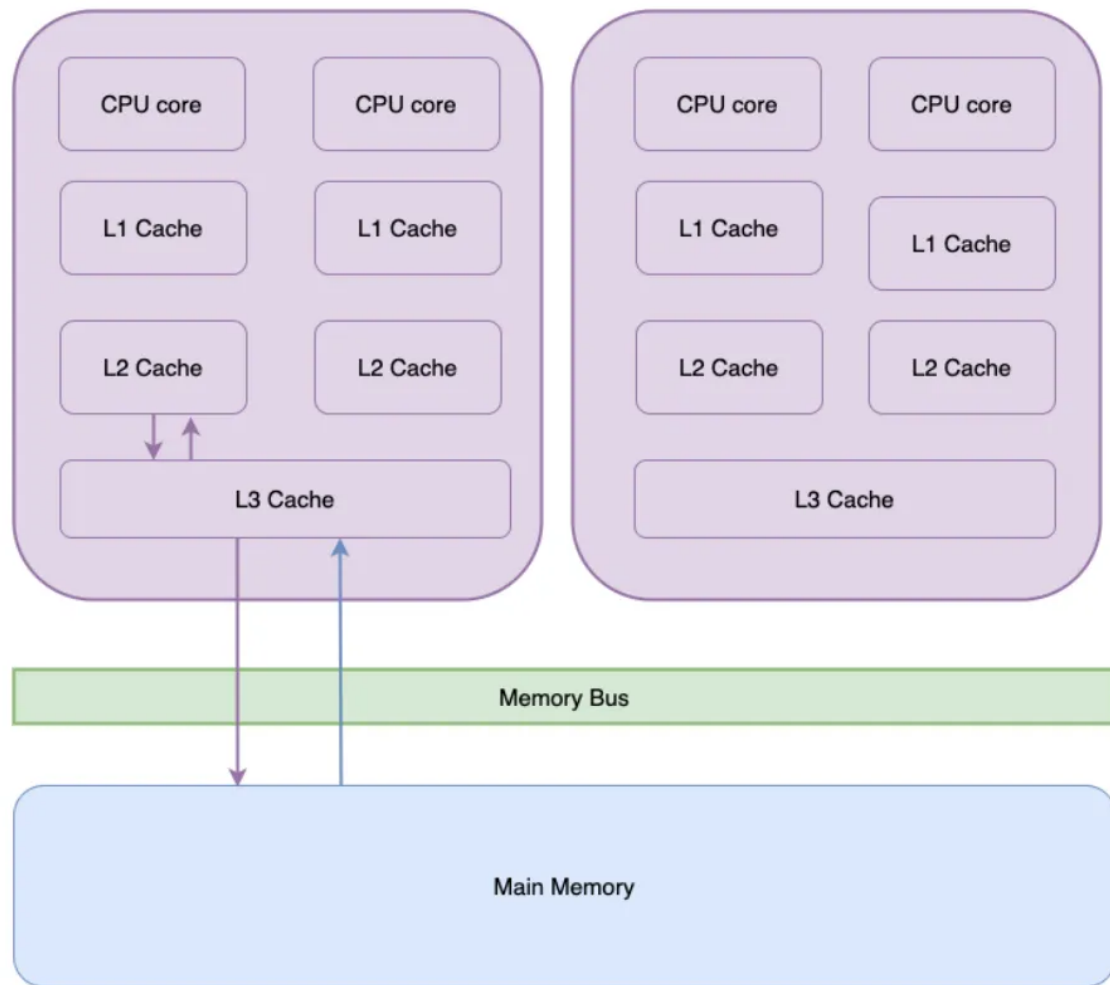 CPU core
CPU core
L1 Cache
L1 Cache
L2 Cache
L2 Cache
L3 Cache
CPU core
CPU core
L1 Cache
L1 Cache
L2 Cache
L2 Cache
L3 Cache
Memory Bus
Main Memory